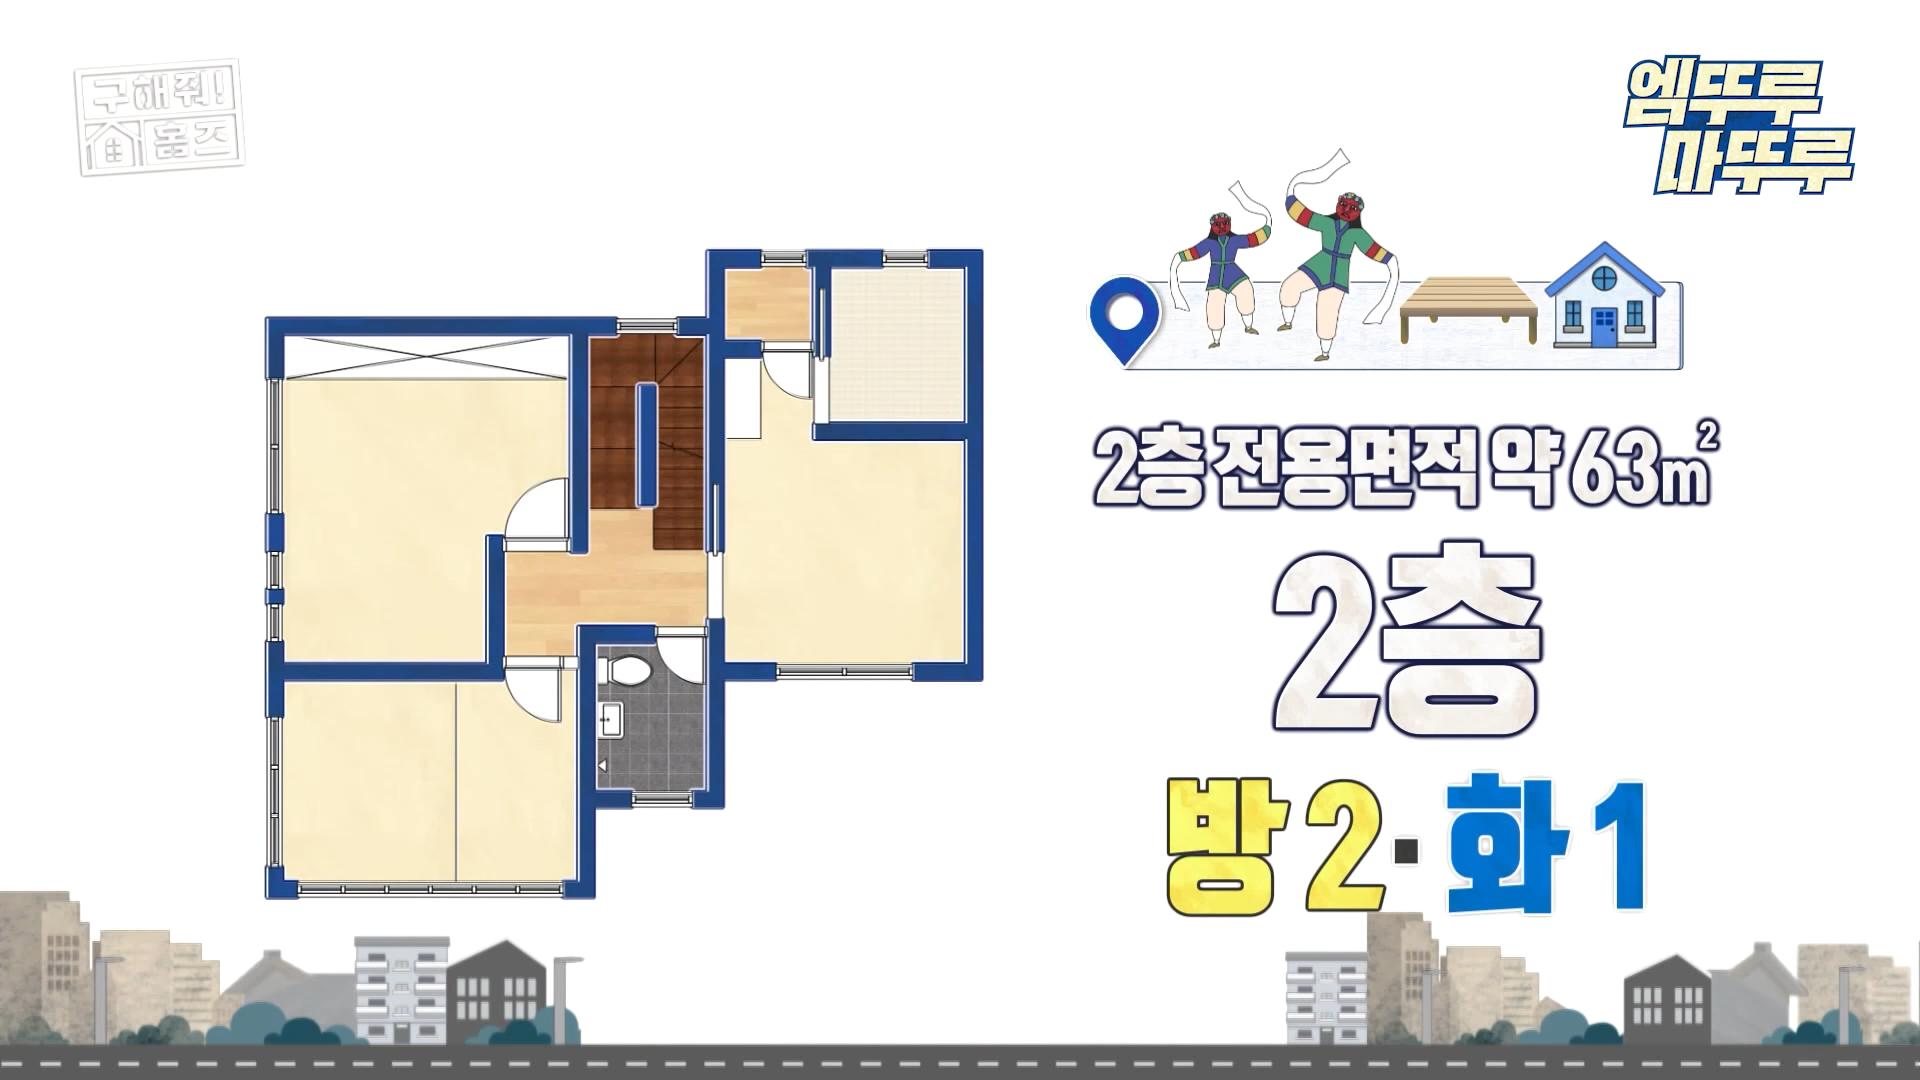 구해줘!
홈즈
엠뚜루
마뚜루
2층 전용면적 약 63m²
2층
방 2·화 1